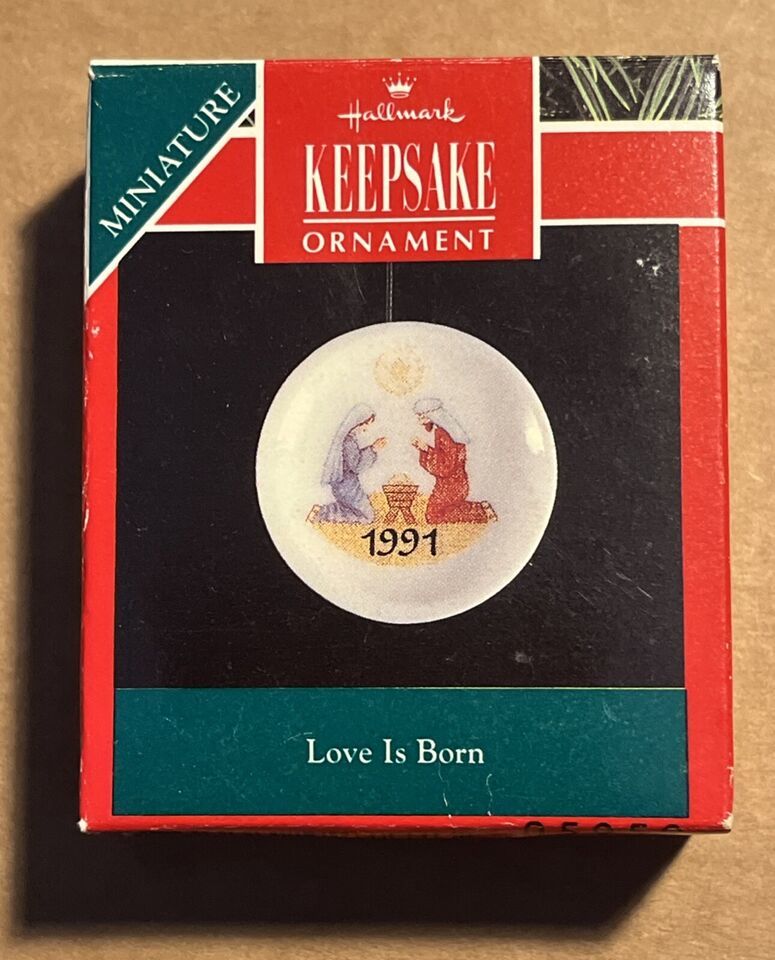 MINIATURE
Hallmark
KEEPSAKE
ORNAMENT
1991
Love Is Born